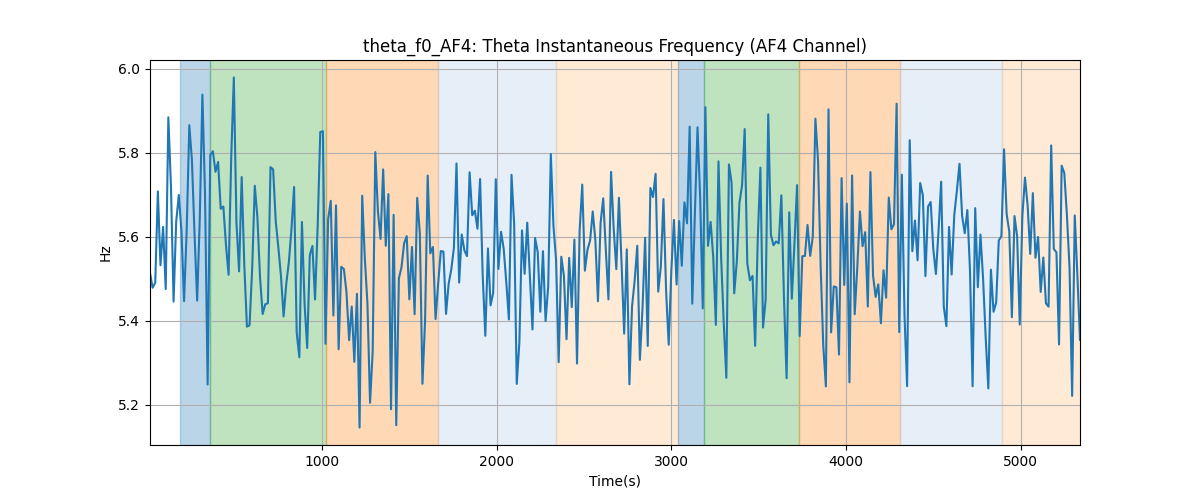 theta_f0_AF4: Theta Instantaneous Frequency (AF4 Channel)
6.0
5.8
5.6
5.4
5.2
Hz
1000 2000 3000 4000 5000
Time(s)